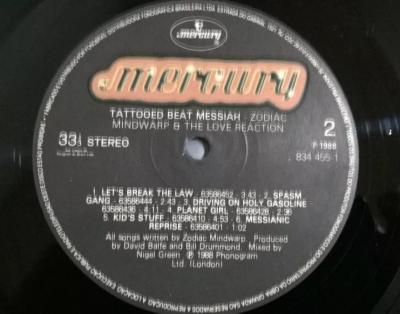 mercury
mercury
TATTOOED BEAT MESSIAH - ZODIAC
MINDWARP & THE LOVE REACTION
33⅓ STEREO
2
℗ 1988
834 455 1
1. LET'S BREAK THE LAW - 63586452 - 3:43 - 2. SPASM
GANG - 63586444 - 2:43 - 3. DRIVING ON HOLY GASOLINE
63586436 - 4:11 - 4. PLANET GIRL - 63586428 - 2:36
5. KID'S STUFF - 63586410 - 4:53 - 6. MESSIANIC
REPRISE - 63586401 - 1:02
All songs written by Zodiac Mindwarp. Produced
by David Balfe and Bill Drummond. Mixed by
Nigel Green ℗ 1988 Phonogram
Ltd. (London)